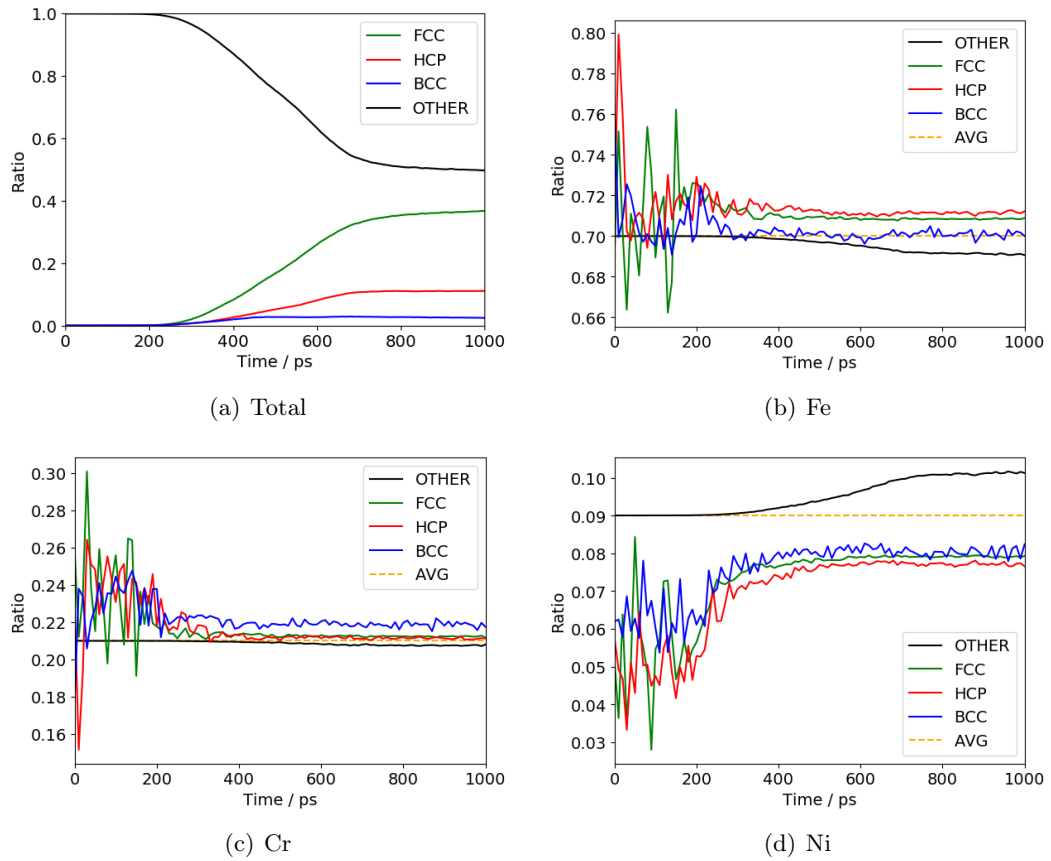 1.0
0.8
0.6
0.4
0.2
0.0
Ratio
0 200 400 600 800 1000
Time / ps
FCC
HCP
BCC
OTHER
(a) Total
0.80
0.78
0.76
0.74
0.72
0.70
0.68
0.66
Ratio
0 200 400 600 800 1000
Time / ps
OTHER
FCC
HCP
BCC
AVG
(b) Fe
0.30
0.28
0.26
0.24
0.22
0.20
0.18
0.16
Ratio
0 200 400 600 800 1000
Time / ps
OTHER
FCC
HCP
BCC
AVG
(c) Cr
0.10
0.09
0.08
0.07
0.06
0.05
0.04
0.03
Ratio
0 200 400 600 800 1000
Time / ps
OTHER
FCC
HCP
BCC
AVG
(d) Ni